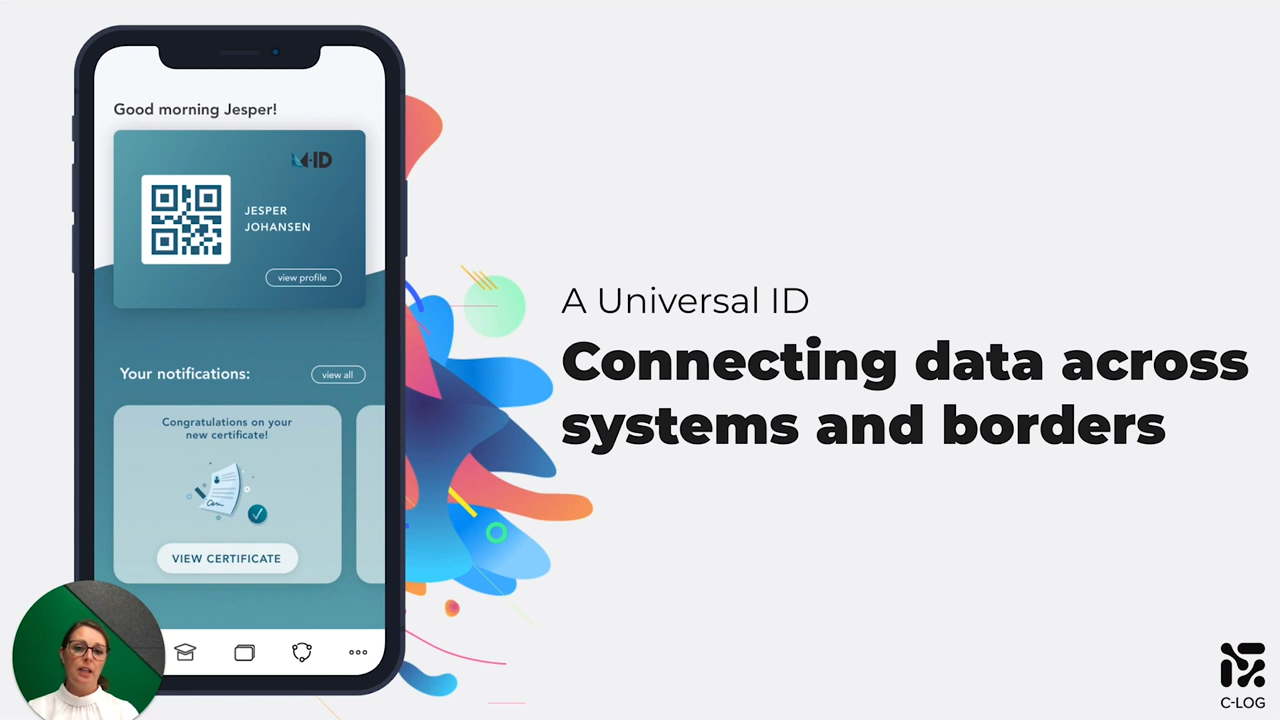 Good morning Jesper!
M-ID
JESPER
JOHANSEN
view profile
Your notifications:
view all
Congratulations on your
new certificate!
VIEW CERTIFICATE
A Universal ID
Connecting data across
systems and borders
C-LOG